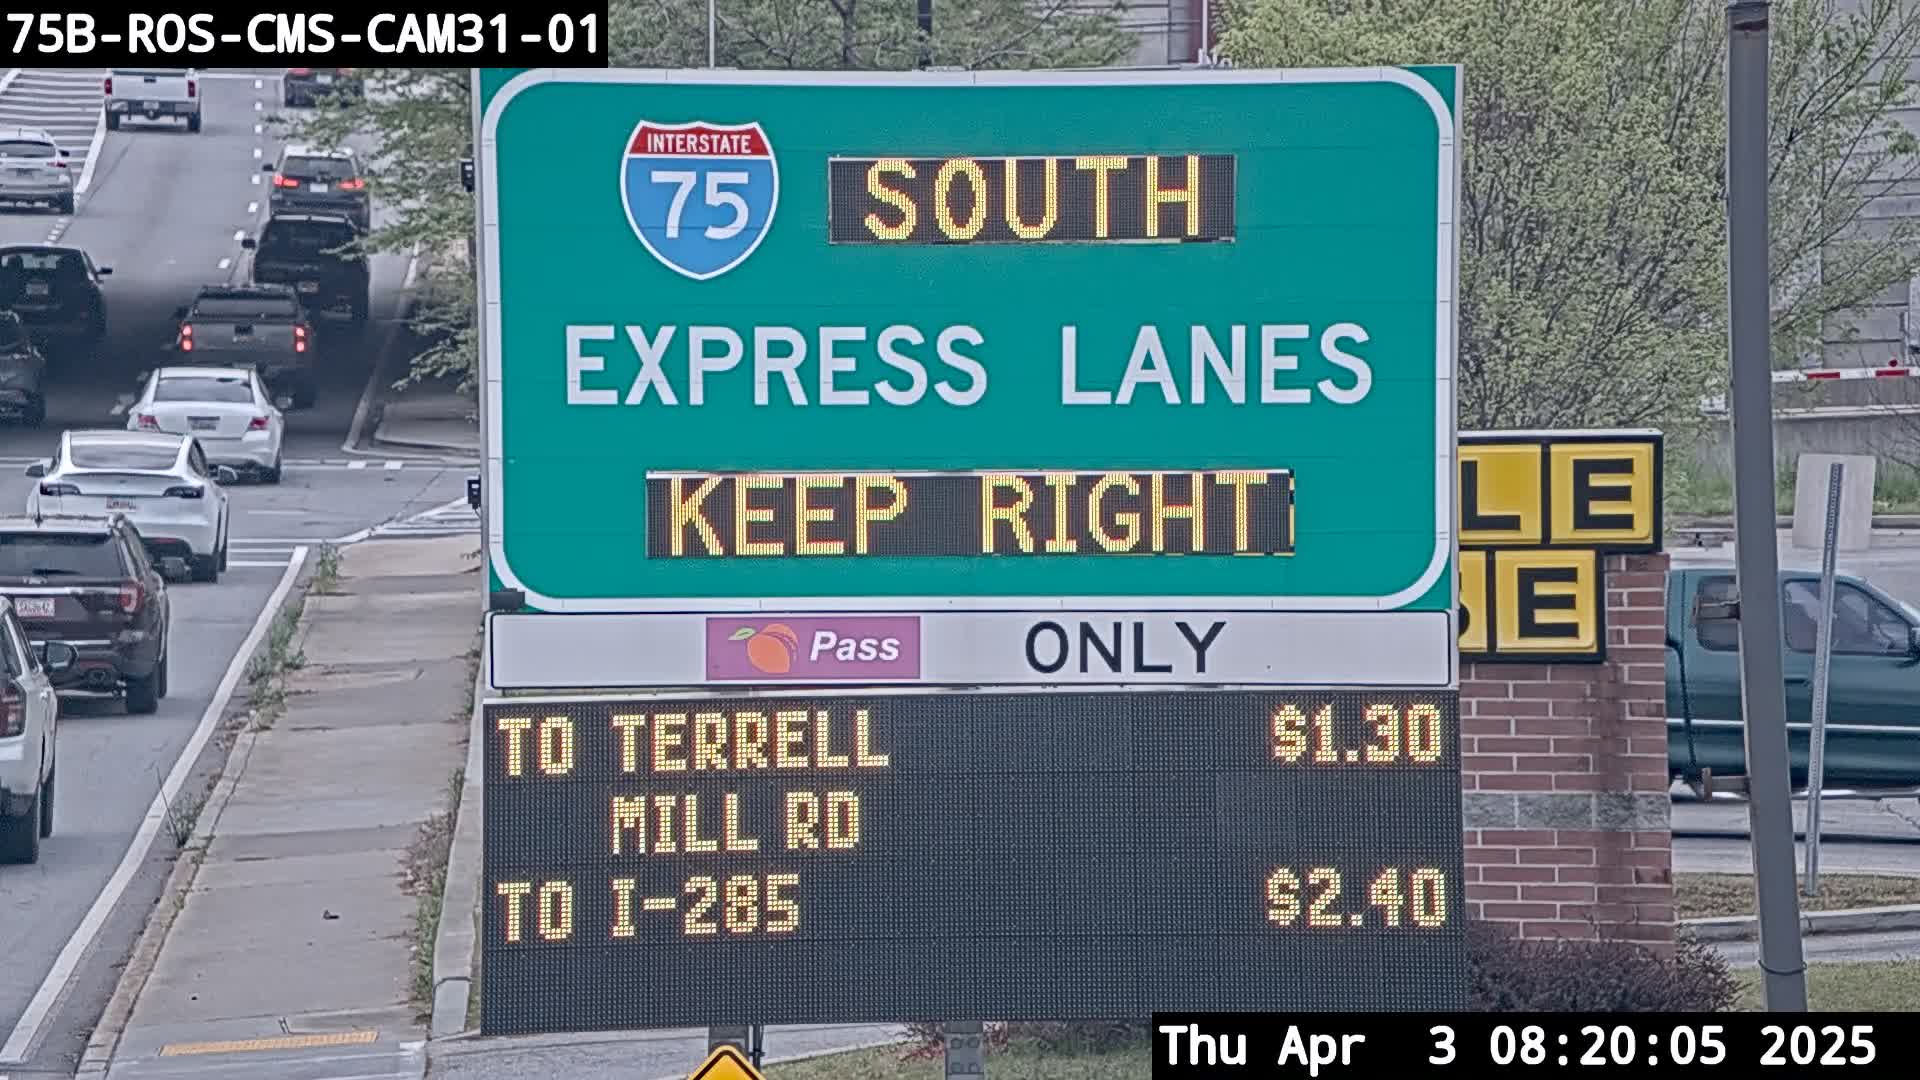 75B-ROS-CMS-CAM31-01
INTERSTATE
75
SOUTH
EXPRESS LANES
KEEP RIGHT
Pass ONLY
LE
E
TO TERRELL $1.30
MILL RD
TO I-285 $2.40
Thu Apr 3 08:20:05 2025